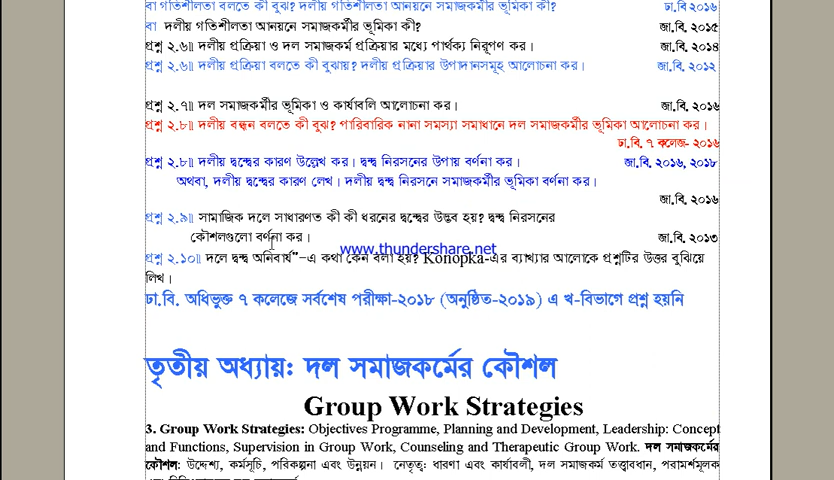 বা গতিশীলতা বলতে কী বুঝ? দলীয় গতিশীলতা আনয়নে সমাজকর্মীর ভূমিকা কী? ঢা.বি ২০১৬
বা দলীয় গতিশীলতা আনয়নে সমাজকর্মীর ভূমিকা কী? জা.বি. ২০১৫
প্রশ্ন ২.৬॥ দলীয় প্রক্রিয়া ও দল সমাজকর্ম প্রক্রিয়ার মধ্যে পার্থক্য নিরূপণ কর। জা.বি. ২০১৪
প্রশ্ন ২.৬॥ দলীয় প্রক্রিয়া বলতে কী বুঝায়? দলীয় প্রক্রিয়ার উপাদানসমূহ আলোচনা কর। জা.বি. ২০১২
প্রশ্ন ২.৭॥ দল সমাজকর্মীর ভূমিকা ও কার্যাবলি আলোচনা কর। জা.বি. ২০১৬
প্রশ্ন ২.৮॥ দলীয় বন্ধন বলতে কী বুঝ? পারিবারিক নানা সমস্যা সমাধানে দল সমাজকর্মীর ভূমিকা আলোচনা কর।
ঢা.বি. ৭ কলেজ- ২০১৬
প্রশ্ন ২.৮॥ দলীয় দ্বন্দ্বের কারণ উল্লেখ কর। দ্বন্দ্ব নিরসনের উপায় বর্ণনা কর। জা.বি. ২০১৬, ২০১৮
অথবা, দলীয় দ্বন্দ্বের কারণ লেখ। দলীয় দ্বন্দ্ব নিরসনে সমাজকর্মীর ভূমিকা বর্ণনা কর।
জা.বি. ২০১৬
প্রশ্ন ২.৯॥ সামাজিক দলে সাধারণত কী কী ধরনের দ্বন্দ্বের উদ্ভব হয়? দ্বন্দ্ব নিরসনের
কৌশলগুলো বর্ণনা কর। জা.বি. ২০১৩
www.thundershare.net
প্রশ্ন ২.১০॥ দলে দ্বন্দ্ব অনিবার্য"–এ কথা কেন বলা হয়? Konopka-এর ব্যাখ্যার আলোকে প্রশ্নটির উত্তর বুঝিয়ে
লিখ।
ঢা.বি. অধিভুক্ত ৭ কলেজে সর্বশেষ পরীক্ষা-২০১৮ (অনুষ্ঠিত-২০১৯) এ খ-বিভাগে প্রশ্ন হয়নি
তৃতীয় অধ্যায়: দল সমাজকর্মের কৌশল
Group Work Strategies
3. Group Work Strategies: Objectives Programme, Planning and Development, Leadership: Concept
and Functions, Supervision in Group Work, Counseling and Therapeutic Group Work. দল সমাজকর্মের
কৌশল: উদ্দেশ্য, কর্মসূচি, পরিকল্পনা এবং উন্নয়ন। নেতৃত্ব: ধারণা এবং কার্যাবলী, দল সমাজকর্ম তত্ত্বাবধান, পরামর্শমূলক